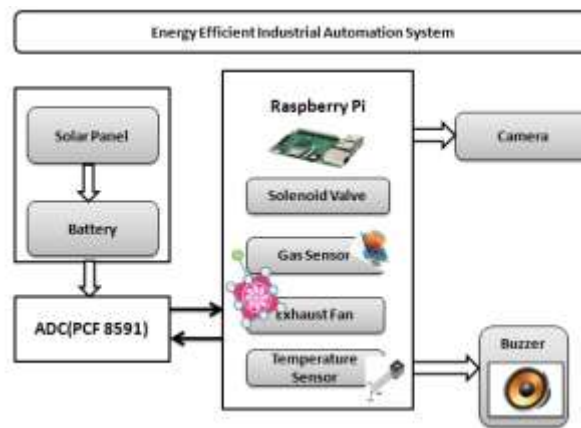 Energy Efficient Industrial Automation System
Raspberry Pi
Solar Panel
Camera
Solenoid Valve
Battery
Gas Sensor
ADC(PCF 8591)
Exhaust Fan
Buzzer
Temperature
Sensor